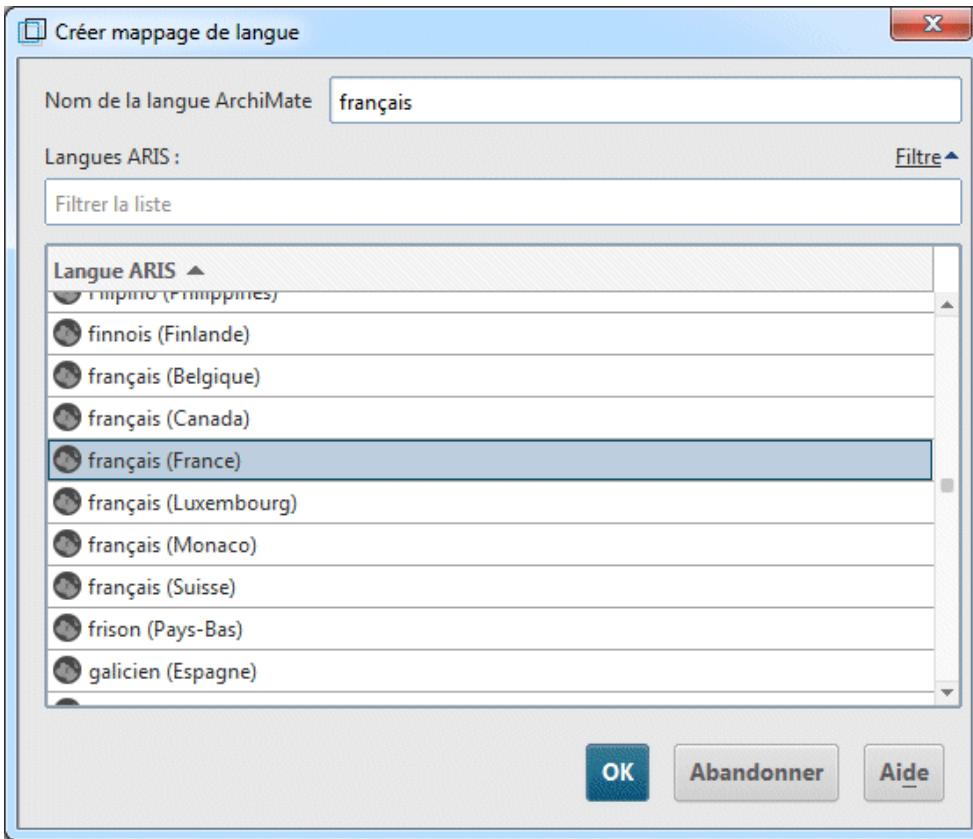 Créer mappage de langue
Nom de la langue ArchiMate français
Langues ARIS : Filtre
Filtrer la liste
Langue ARIS
Filipino (Philippines)
finnois (Finlande)
français (Belgique)
français (Canada)
français (France)
français (Luxembourg)
français (Monaco)
français (Suisse)
frison (Pays-Bas)
galicien (Espagne)
OK Abandonner Aide